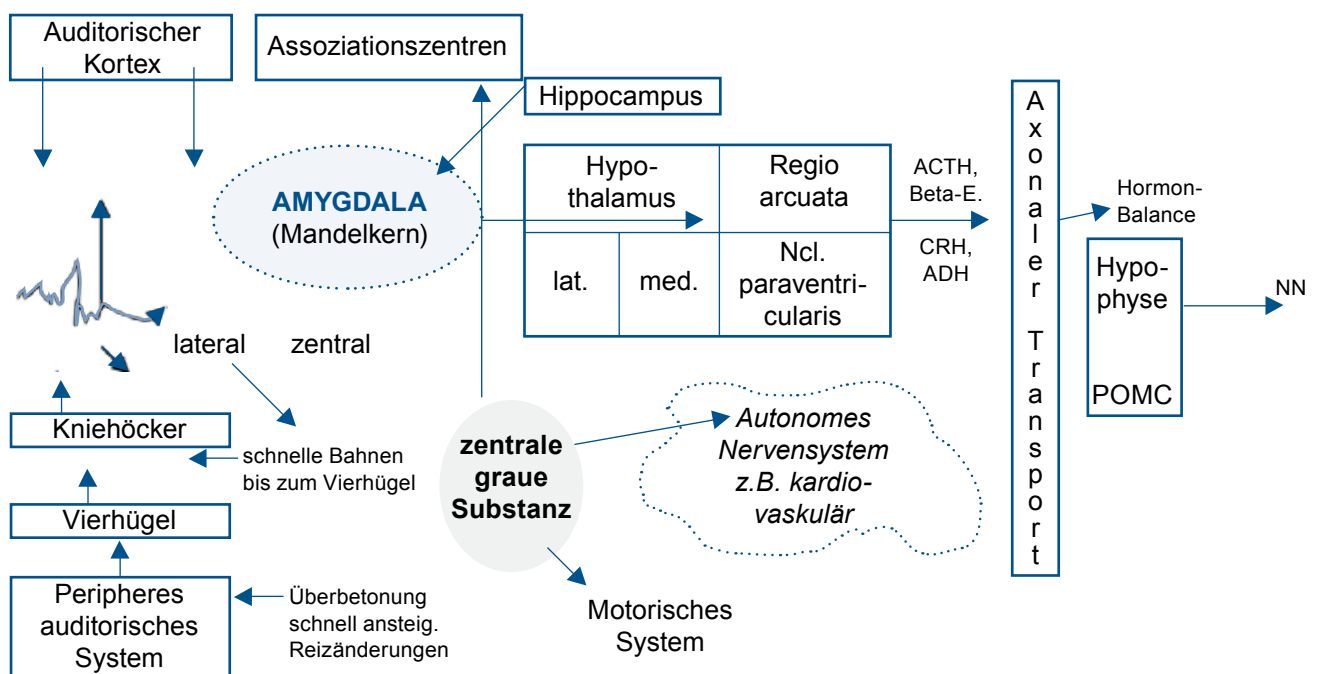 Auditorischer
Kortex
Assoziationszentren
Hippocampus
AMYGDALA
(Mandelkern)
Hypo-
thalamus
Regio
arcuata
lat.
med.
Ncl.
paraventri-
cularis
ACTH,
Beta-E.
CRH,
ADH
Axonaler Transport
Hormon-
Balance
Hypo-
physe
POMC
NN
lateral
zentral
Kniehöcker
schnelle Bahnen
bis zum Vierhügel
Vierhügel
Peripheres
auditorisches
System
Überbetonung
schnell ansteig.
Reizänderungen
zentrale
graue
Substanz
Autonomes
Nervensystem
z.B. kardio-
vaskulär
Motorisches
System